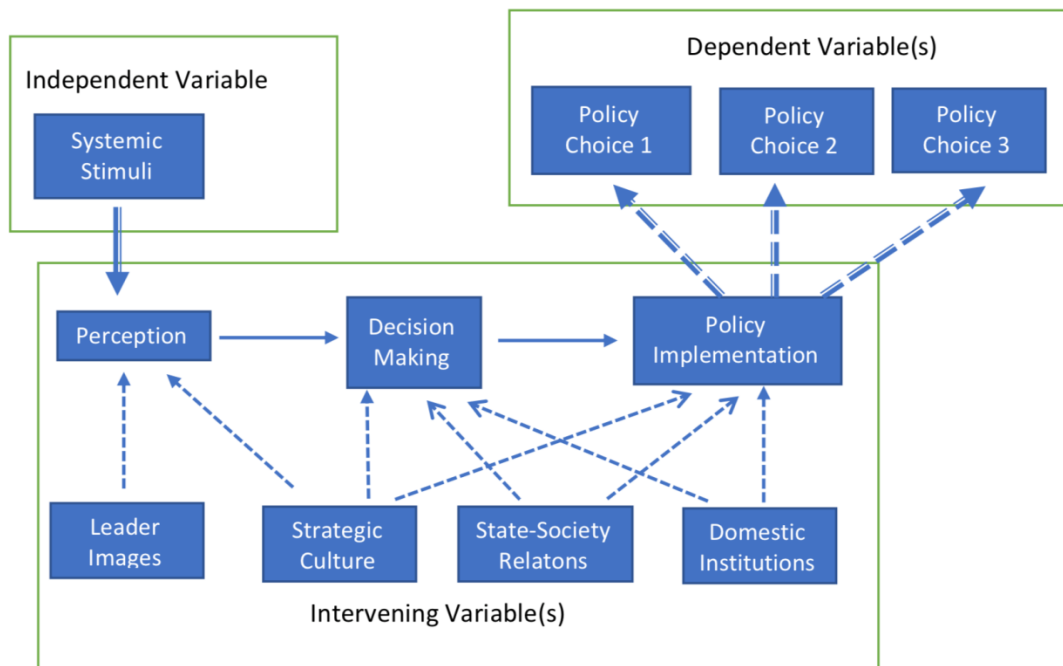 Independent Variable
Systemic
Stimuli
Dependent Variable(s)
Policy
Choice 1
Policy
Choice 2
Policy
Choice 3
Perception
Decision
Making
Policy
Implementation
Leader
Images
Strategic
Culture
State-Society
Relatons
Domestic
Institutions
Intervening Variable(s)